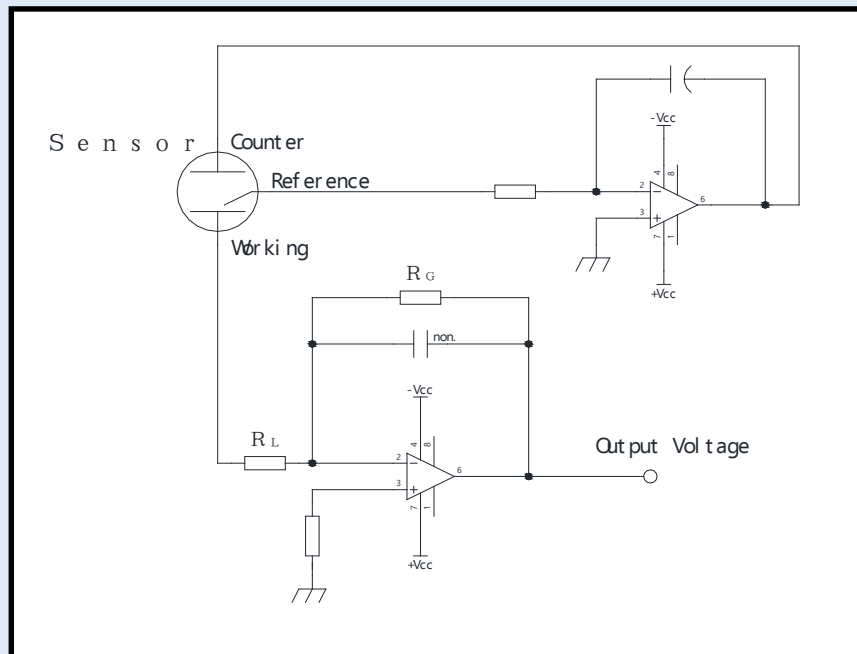 Sensor
Counter
Reference
Working
-Vcc
4
8
2
6
3
7
1
+Vcc
RG
non.
-Vcc
RL
4
8
2
6
3
7
1
+Vcc
Output Voltage